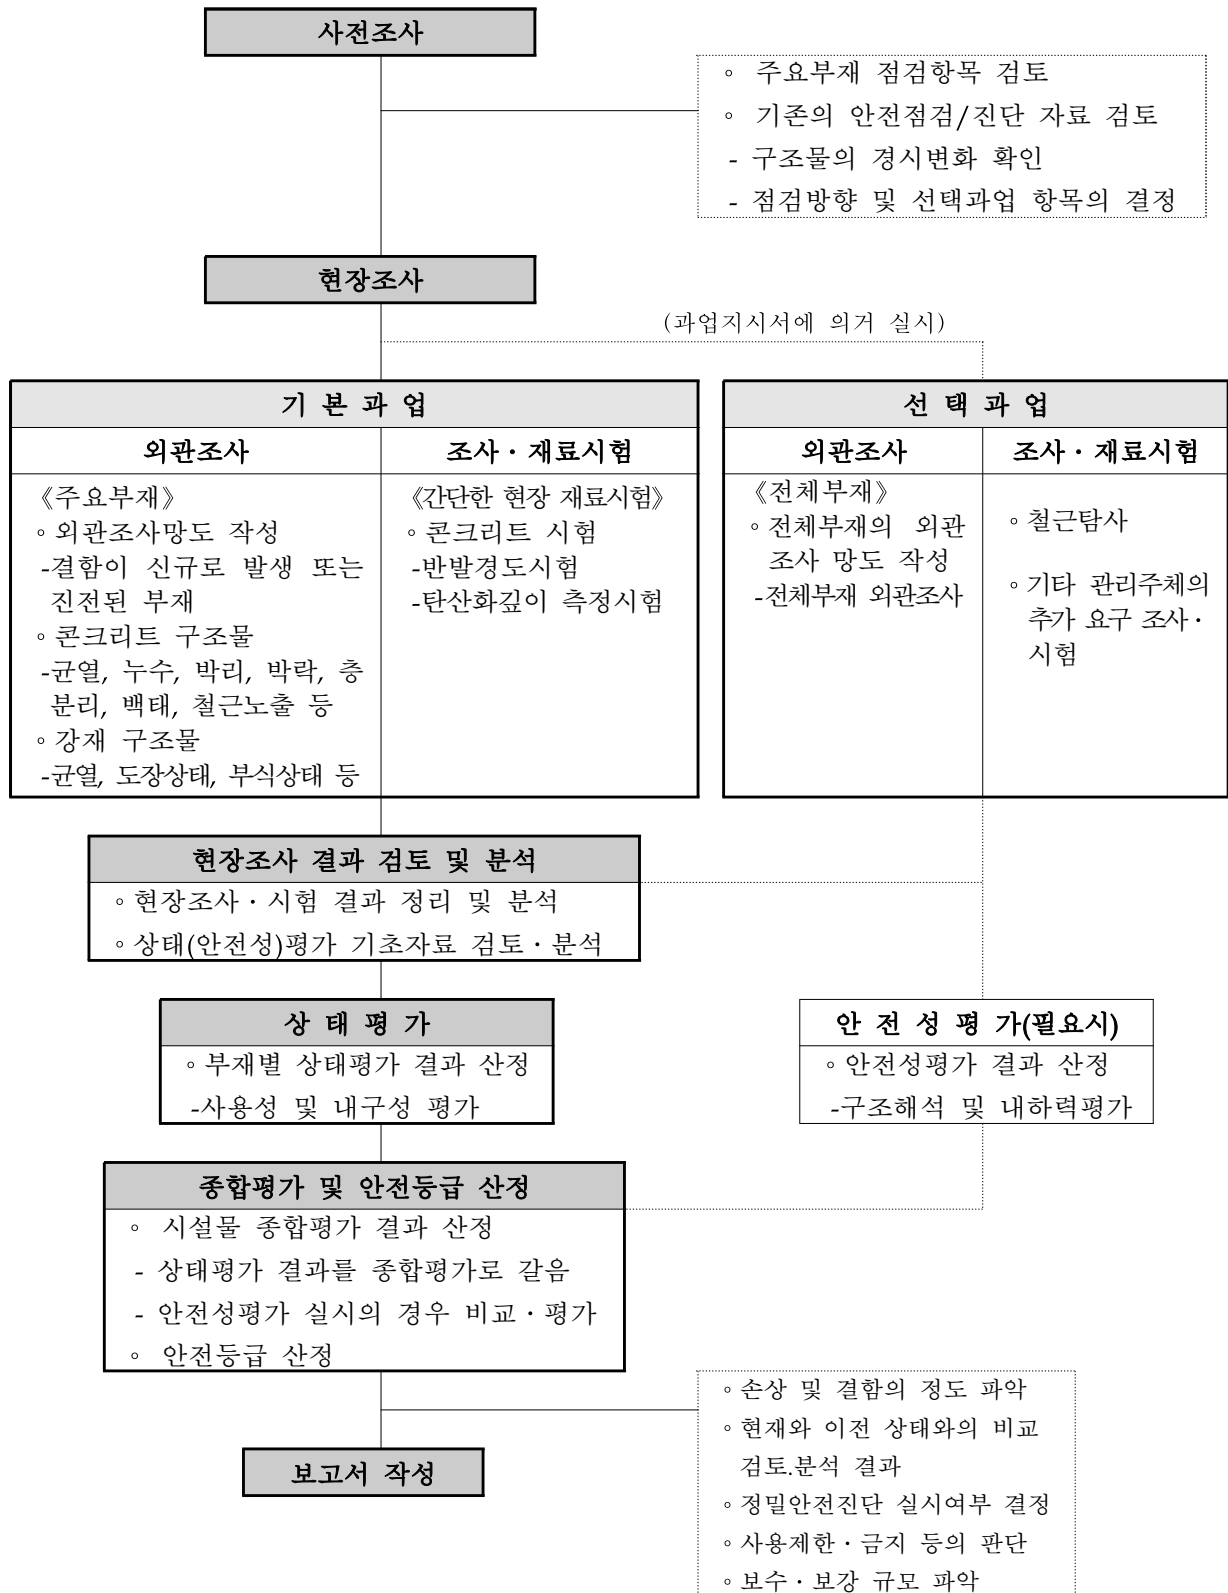 사전조사
◦ 주요부재 점검항목 검토
◦ 기존의 안전점검/진단 자료 검토
- 구조물의 경시변화 확인
- 점검방향 및 선택과업 항목의 결정
현장조사
(과업지시서에 의거 실시)
기 본 과 업
외관조사
조사·재료시험
《주요부재》
◦외관조사망도 작성
-결함이 신규로 발생 또는
진전된 부재
◦콘크리트 구조물
-균열, 누수, 박리, 박락, 층
분리, 백태, 철근노출 등
◦강재 구조물
-균열, 도장상태, 부식상태 등
《간단한 현장 재료시험》
◦콘크리트 시험
-반발경도시험
-탄산화깊이 측정시험
선 택 과 업
외관조사
조사·재료시험
《전체부재》
◦전체부재의 외관
조사 망도 작성
-전체부재 외관조사
◦철근탐사
◦기타 관리주체의
추가 요구 조사·
시험
현장조사 결과 검토 및 분석
◦현장조사·시험 결과 정리 및 분석
◦상태(안전성)평가 기초자료 검토·분석
상 태 평 가
◦부재별 상태평가 결과 산정
-사용성 및 내구성 평가
안 전 성 평 가(필요시)
◦안전성평가 결과 산정
-구조해석 및 내하력평가
종합평가 및 안전등급 산정
◦ 시설물 종합평가 결과 산정
- 상태평가 결과를 종합평가로 갈음
- 안전성평가 실시의 경우 비교·평가
◦ 안전등급 산정
보고서 작성
◦손상 및 결함의 정도 파악
◦현재와 이전 상태와의 비교
검토.분석 결과
◦정밀안전진단 실시여부 결정
◦사용제한·금지 등의 판단
◦보수·보강 규모 파악